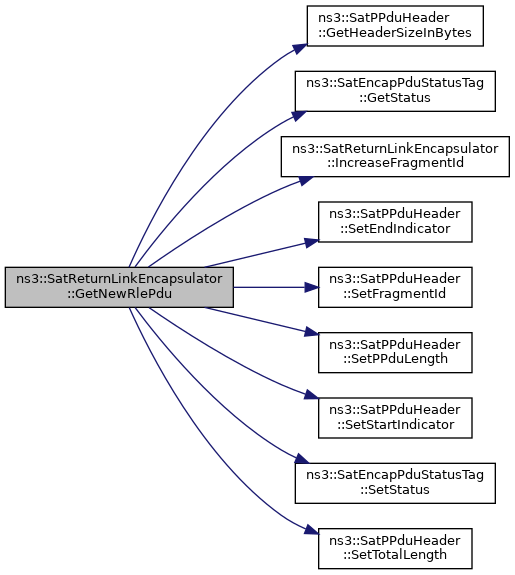 ns3::SatPPduHeader
::GetHeaderSizeInBytes
ns3::SatEncapPduStatusTag
::GetStatus
ns3::SatReturnLinkEncapsulator
::IncreaseFragmentId
ns3::SatPPduHeader
::SetEndIndicator
ns3::SatReturnLinkEncapsulator
::GetNewRlePdu
ns3::SatPPduHeader
::SetFragmentId
ns3::SatPPduHeader
::SetPPduLength
ns3::SatPPduHeader
::SetStartIndicator
ns3::SatEncapPduStatusTag
::SetStatus
ns3::SatPPduHeader
::SetTotalLength